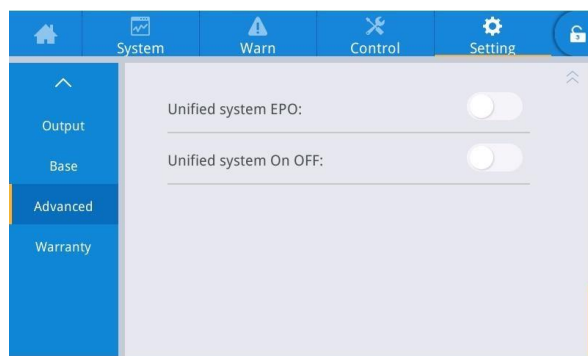 System
Warn
Control
Setting
Output
Base
Advanced
Warranty
Unified system EPO:
Unified system On OFF: